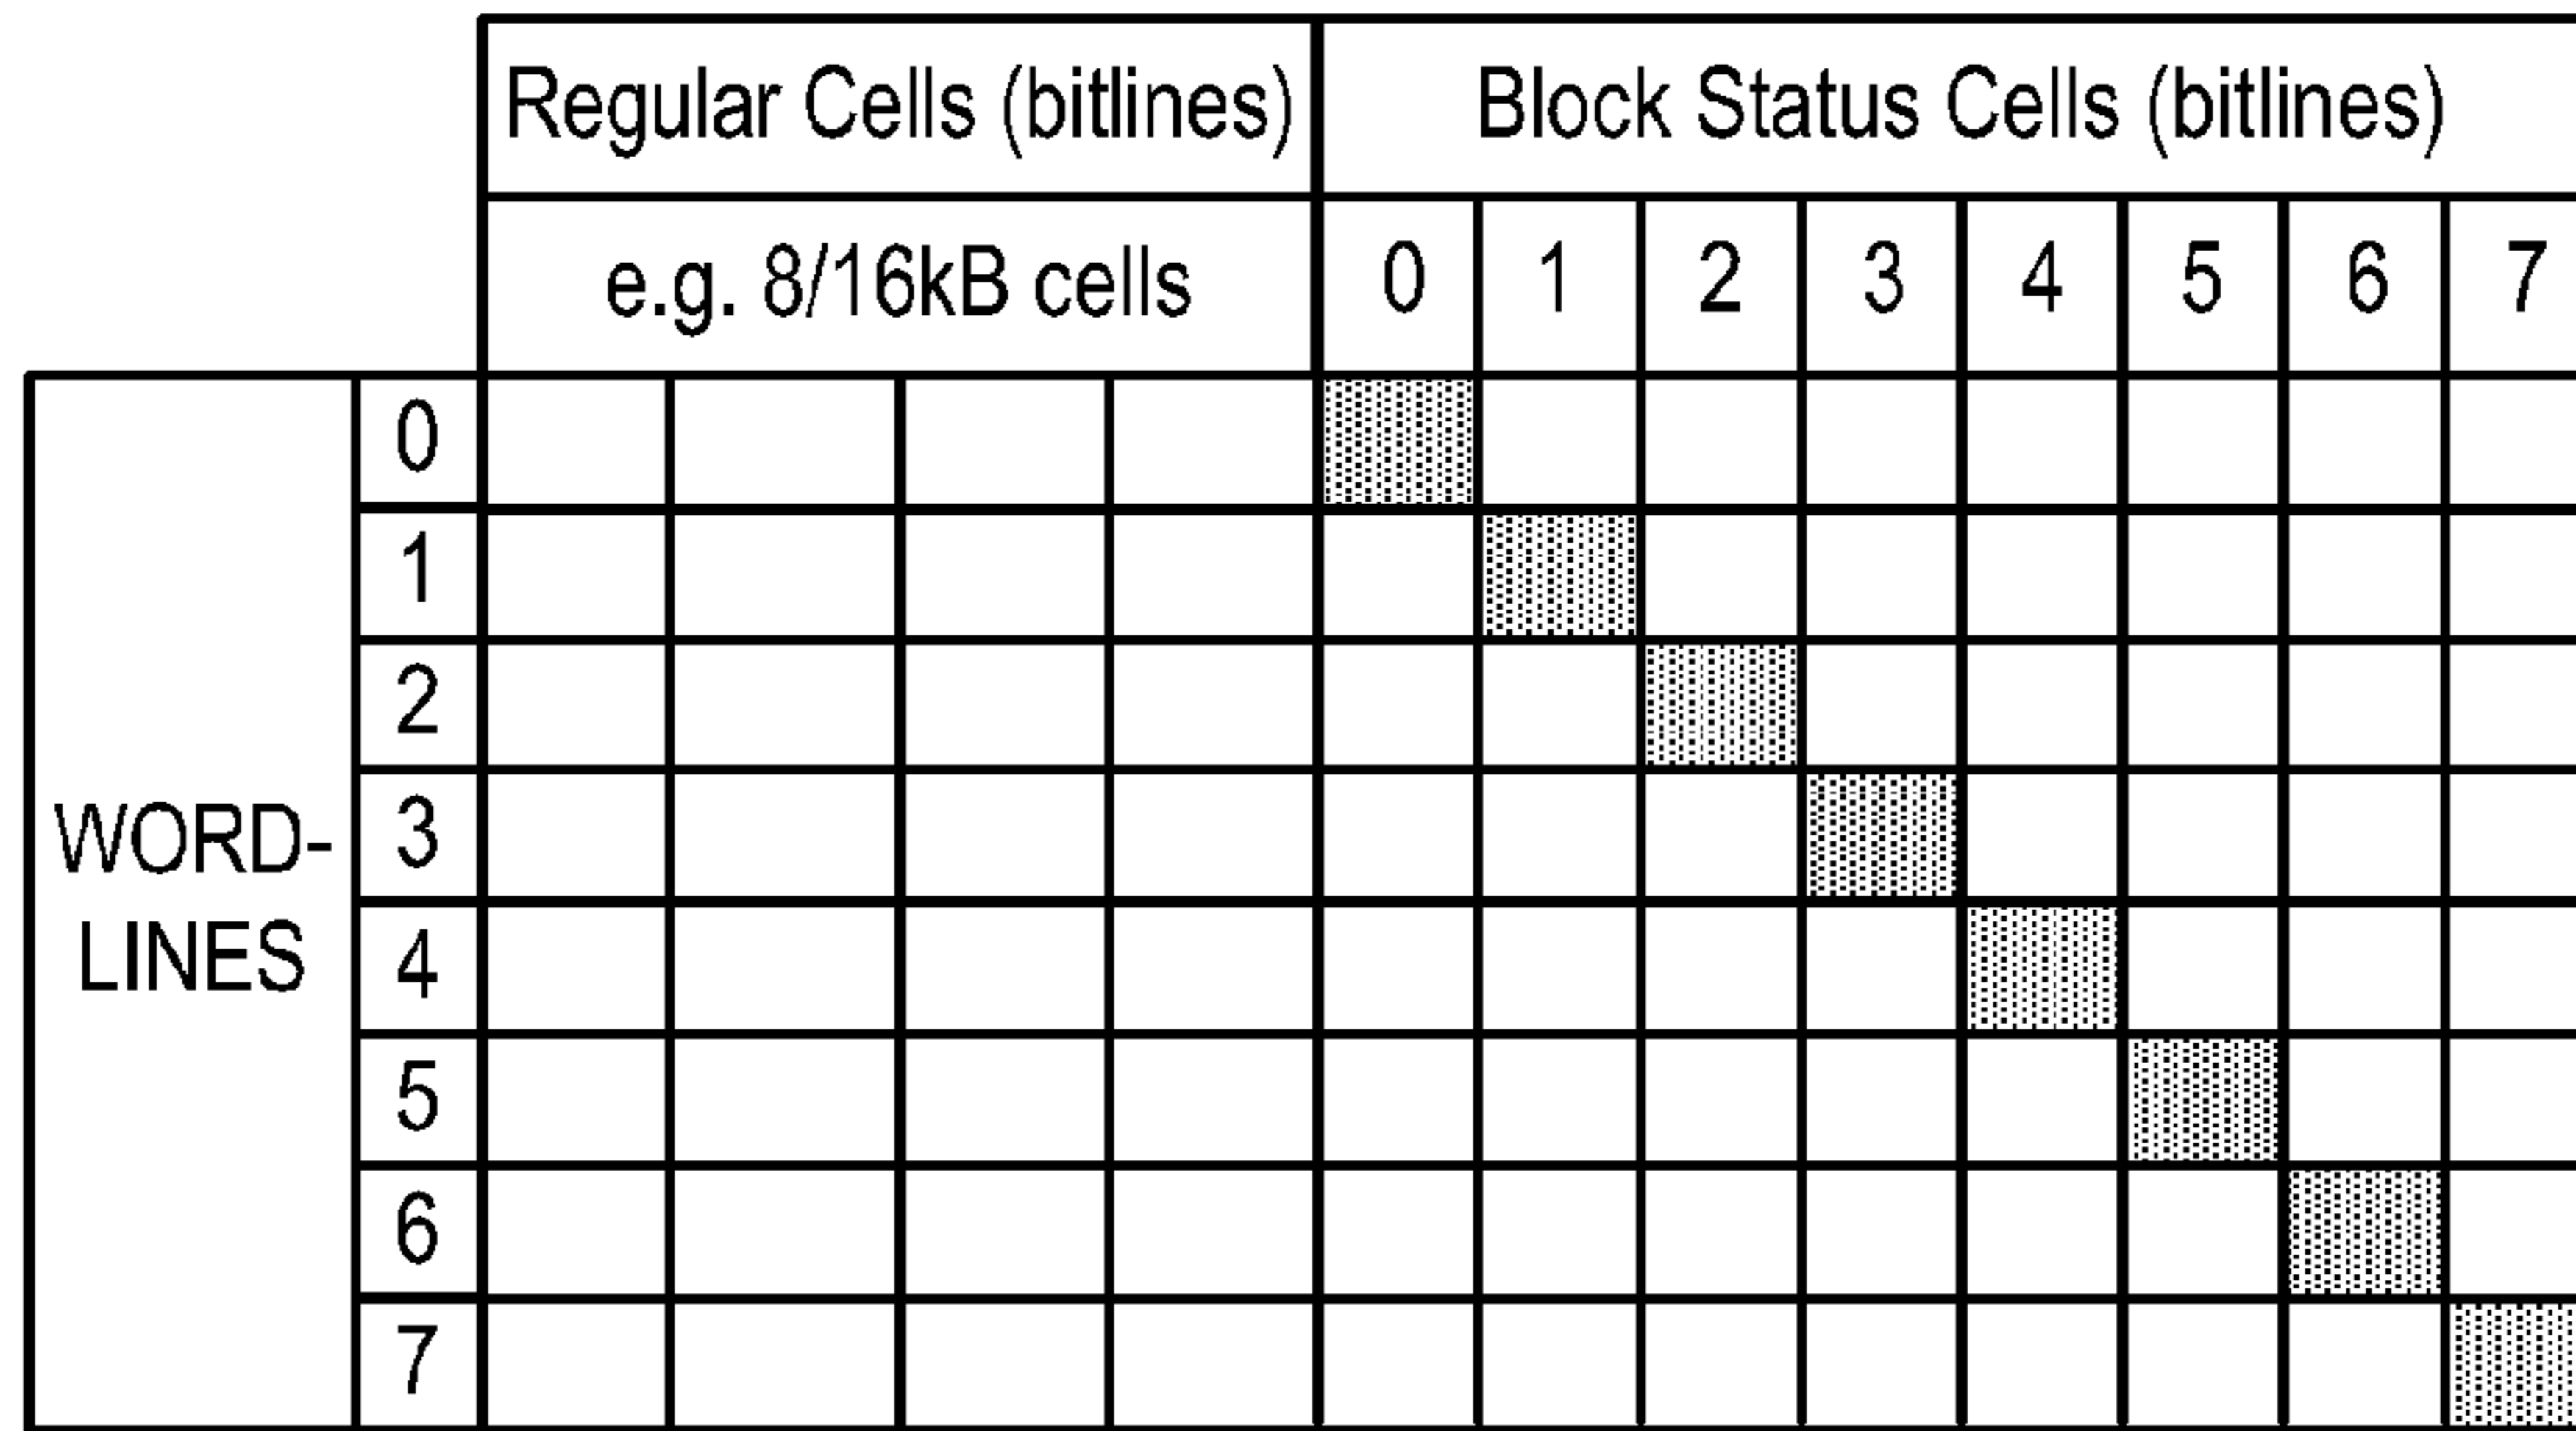 Regular Cells (bitlines) Block Status Cells (bitlines)
e.g. 8/16kB cells 0 1 2 3 4 5 6 7
0
1
2
3
4
5
6
7
WORD-
LINES